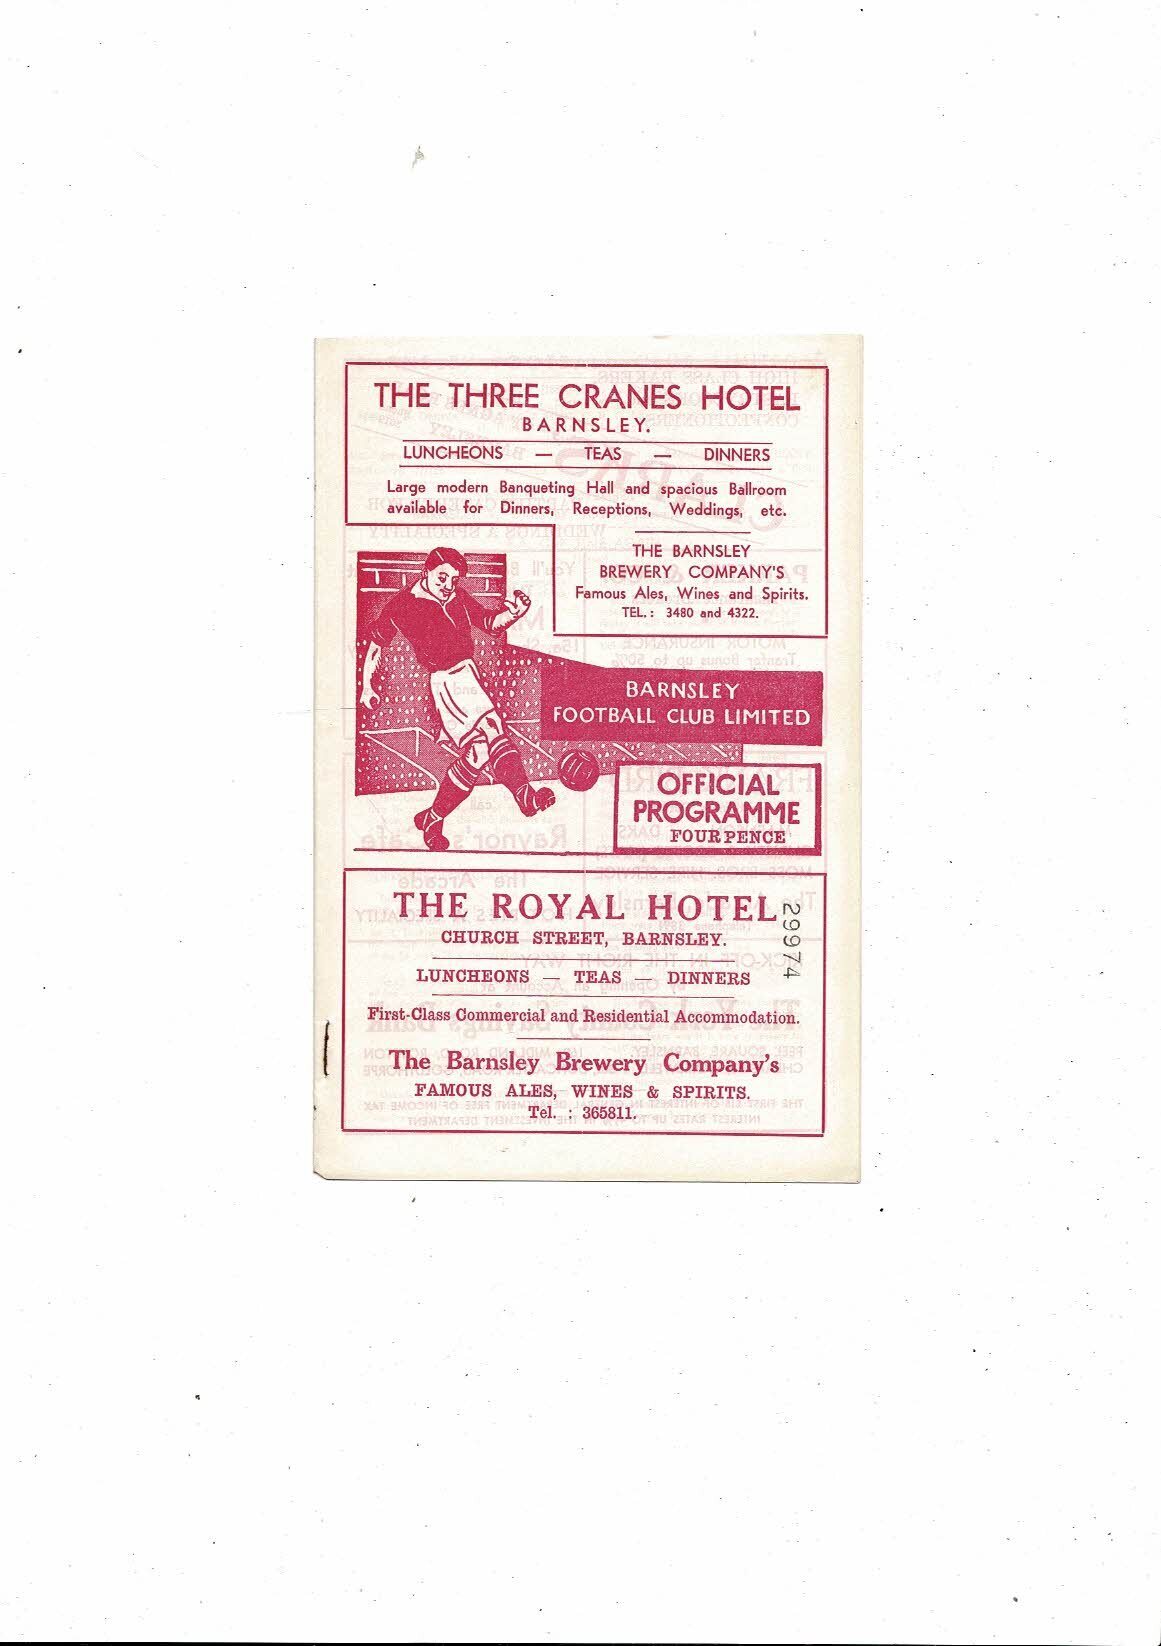 THE THREE CRANES HOTEL
BARNSLEY.
LUNCHEONS — TEAS — DINNERS
Large modern Banqueting Hall and spacious Ballroom
available for Dinners, Receptions, Weddings, etc.
THE BARNSLEY
BREWERY COMPANY'S
Famous Ales, Wines and Spirits.
TEL.: 3480 and 4322.
BARNSLEY
FOOTBALL CLUB LIMITED
OFFICIAL
PROGRAMME
FOURPENCE
THE ROYAL HOTEL
29974
CHURCH STREET, BARNSLEY.
LUNCHEONS — TEAS — DINNERS
First-Class Commercial and Residential Accommodation.
The Barnsley Brewery Company's
FAMOUS ALES, WINES & SPIRITS.
Tel. : 365811.